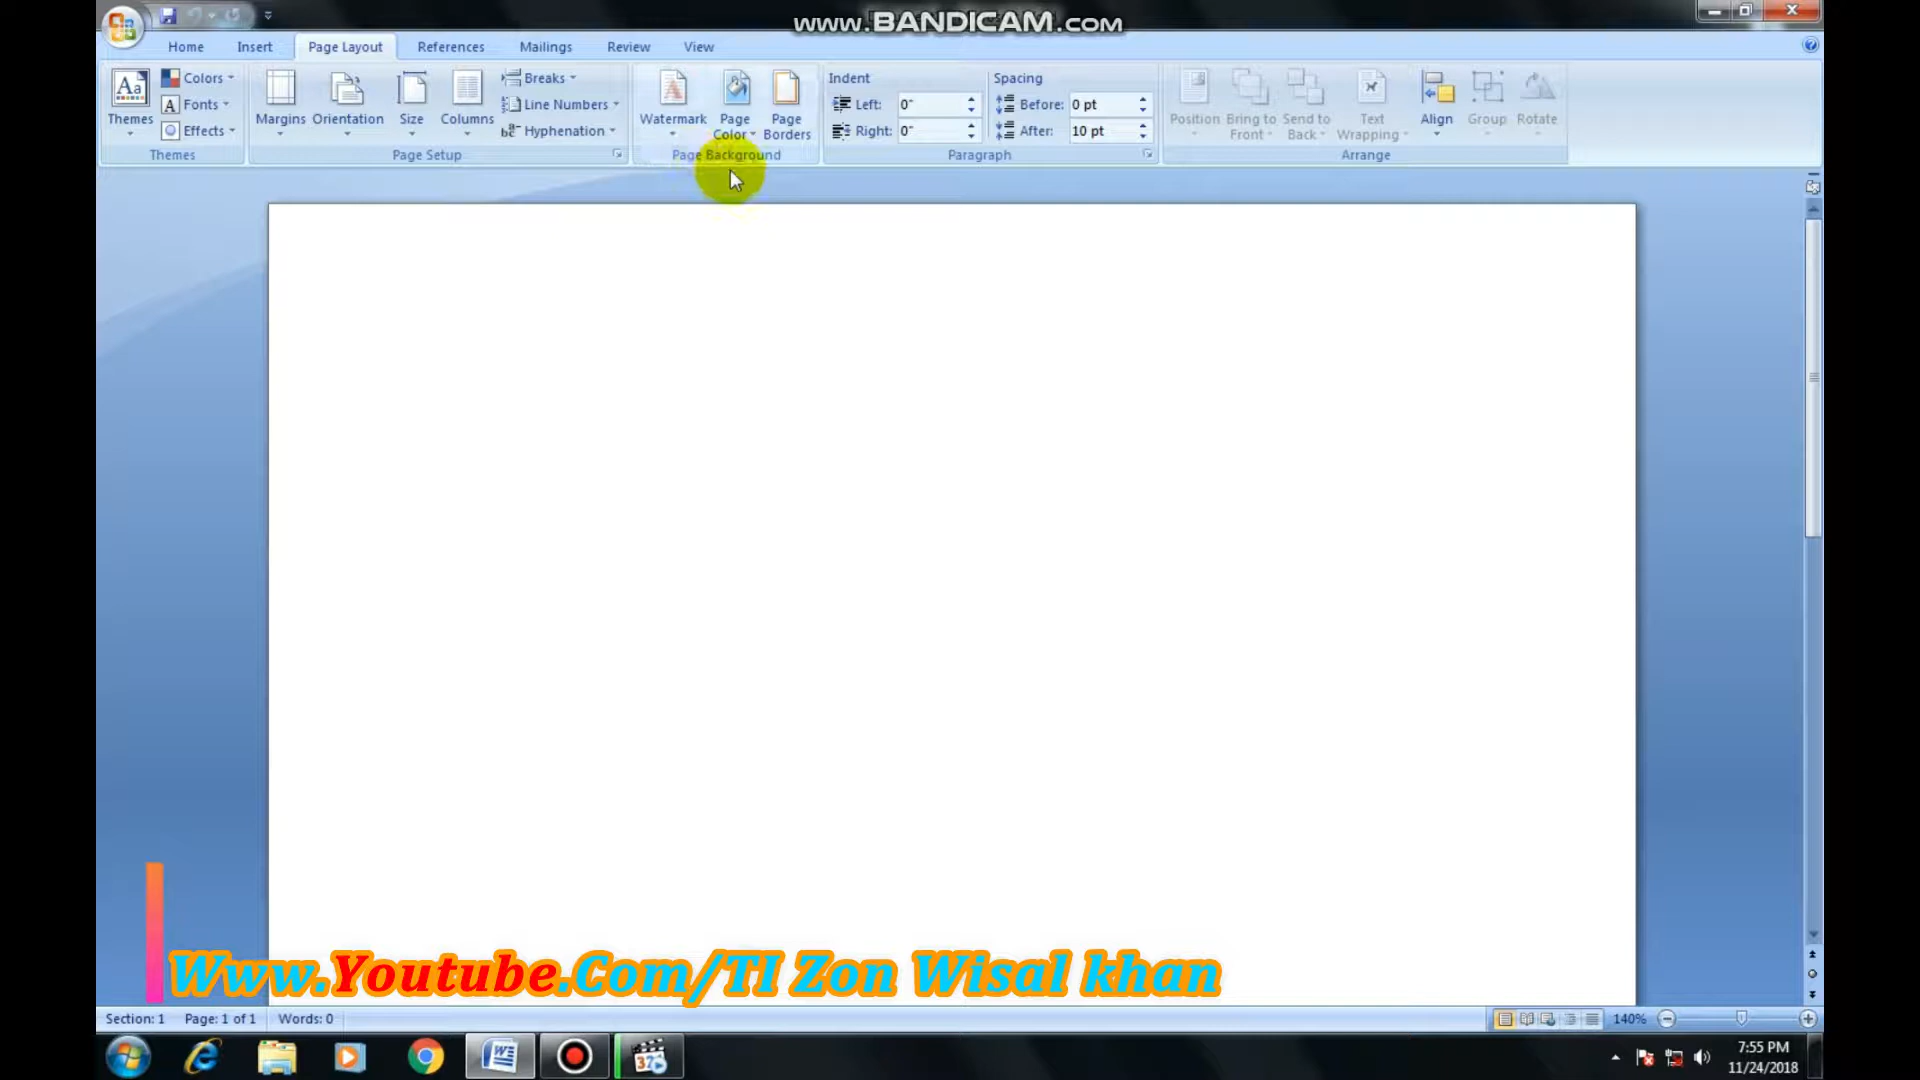 www.BANDICAM.com
Home Insert Page Layout References Mailings Review View
Themes
Colors
Fonts
Effects
Themes
Margins
Orientation
Size
Columns
Breaks
Line Numbers
Hyphenation
Page Setup
Watermark
Page Color
Page Borders
Page Background
Indent
Left: 0"
Right: 0"
Spacing
Before: 0 pt
After: 10 pt
Paragraph
Position
Bring to Front
Send to Back
Text Wrapping
Align
Group
Rotate
Arrange
Www.Youtube.Com/TI Zon Wisal khan
Section: 1 Page: 1 of 1 Words: 0
140%
7:55 PM
11/24/2018